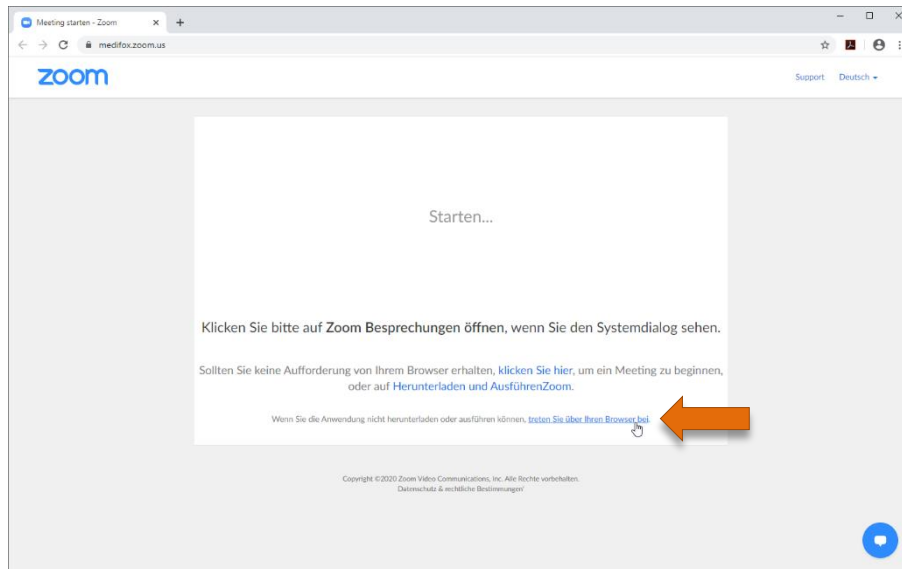 Meeting starten - Zoom
medifox.zoom.us
zoom
Support Deutsch
Starten...
Klicken Sie bitte auf Zoom Besprechungen öffnen, wenn Sie den Systemdialog sehen.
Sollten Sie keine Aufforderung von Ihrem Browser erhalten, klicken Sie hier, um ein Meeting zu beginnen,
oder auf Herunterladen und AusführenZoom.
Wenn Sie die Anwendung nicht herunterladen oder ausführen können, treten Sie über Ihren Browser bei.
Copyright ©2020 Zoom Video Communications, Inc. Alle Rechte vorbehalten.
Datenschutz & rechtliche Bestimmungen'